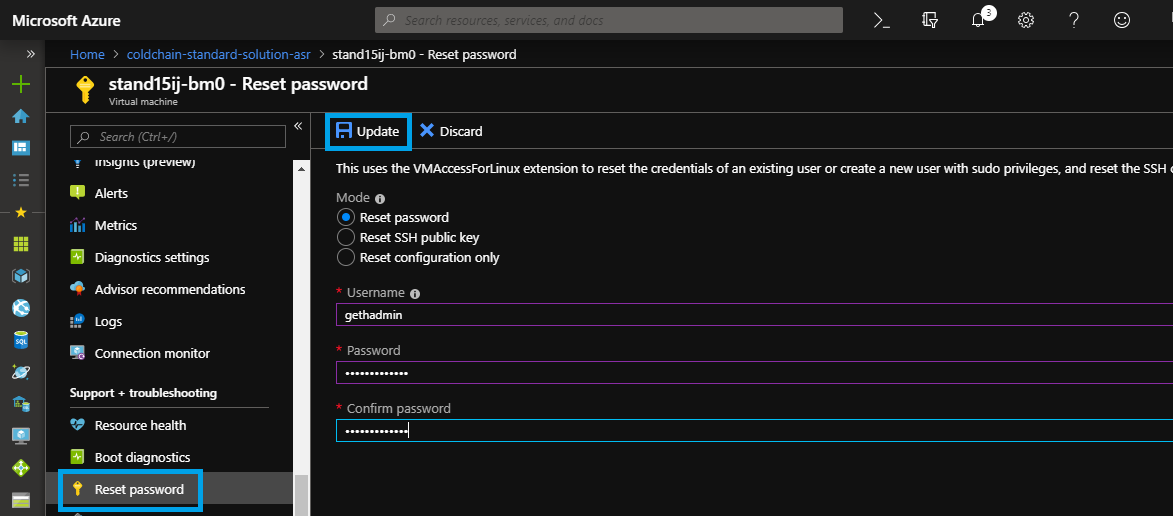 Microsoft Azure
Search resources, services, and docs
3
Home > coldchain-standard-solution-asr > stand15ij-bm0 - Reset password
stand15ij-bm0 - Reset password
Virtual machine
Search (Ctrl+/)
Insights (preview)
Alerts
Metrics
Diagnostics settings
Advisor recommendations
Logs
Connection monitor
Support + troubleshooting
Resource health
Boot diagnostics
Reset password
Update
Discard
This uses the VMAccessForLinux extension to reset the credentials of an existing user or create a new user with sudo privileges, and reset the SSH
Mode
Reset password
Reset SSH public key
Reset configuration only
* Username
gethadmin
* Password
•••••••••••••
* Confirm password
•••••••••••••
SQL